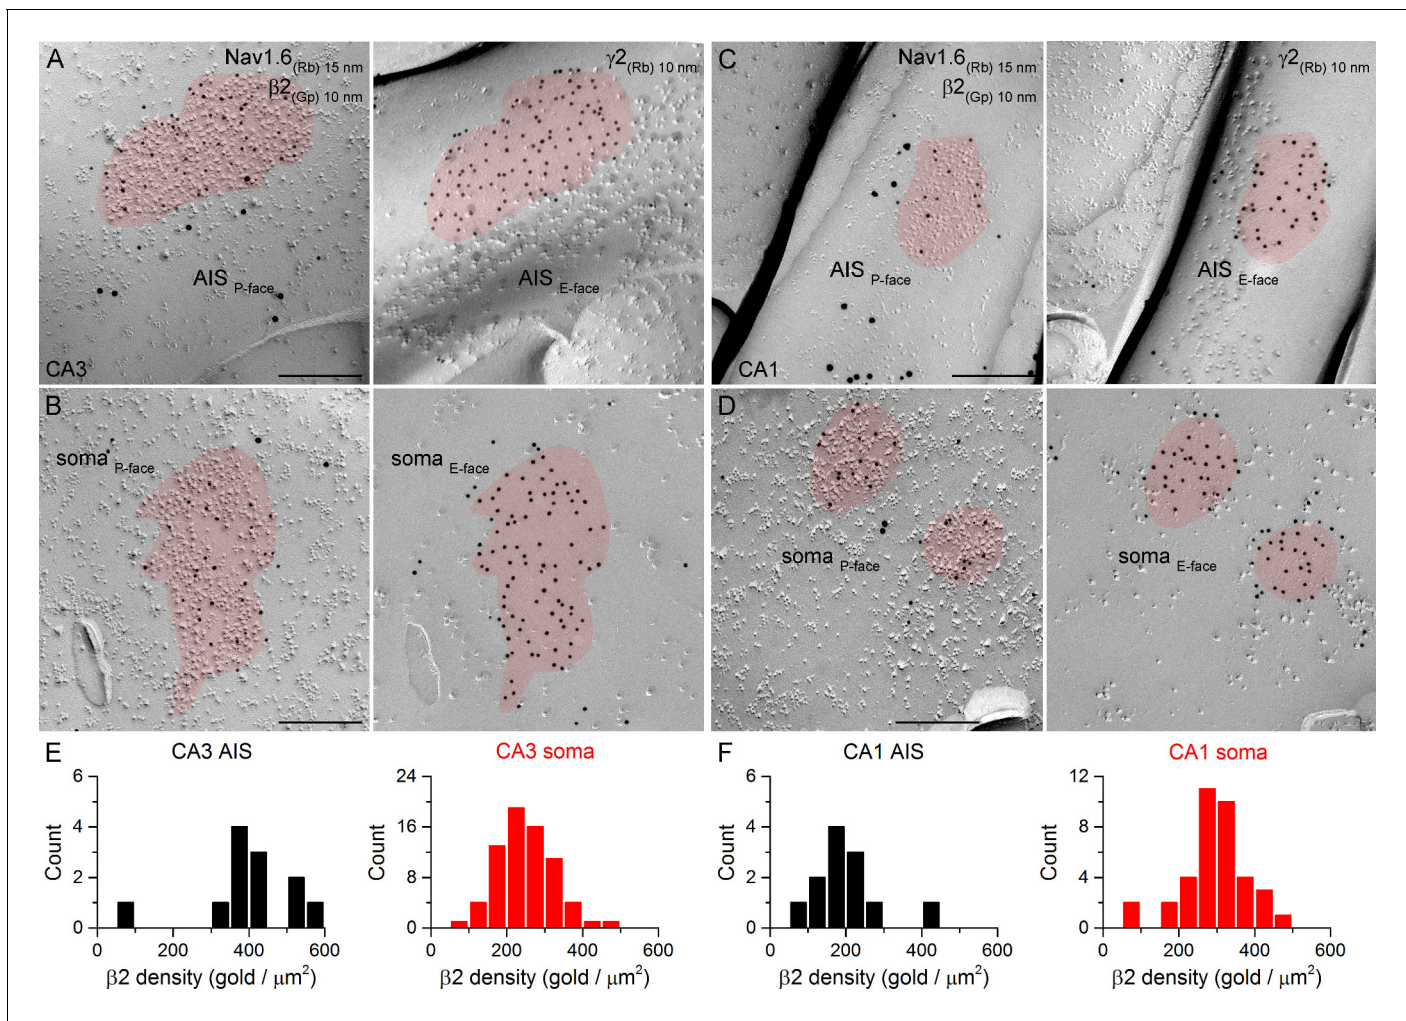 A
Nav1.6 (Rb) 15 nm
β2 (Gp) 10 nm
AIS P-face
CA3
γ2 (Rb) 10 nm
AIS E-face
C
Nav1.6 (Rb) 15 nm
β2 (Gp) 10 nm
AIS P-face
CA1
γ2 (Rb) 10 nm
AIS E-face
B
soma P-face
soma E-face
D
soma P-face
soma E-face
E
CA3 AIS
6
4
2
0
Count
0 200 400 600
β2 density (gold / μm²)
CA3 soma
24
16
8
0
Count
0 200 400 600
β2 density (gold / μm²)
F
CA1 AIS
6
4
2
0
Count
0 200 400 600
β2 density (gold / μm²)
CA1 soma
12
8
4
0
Count
0 200 400 600
β2 density (gold / μm²)